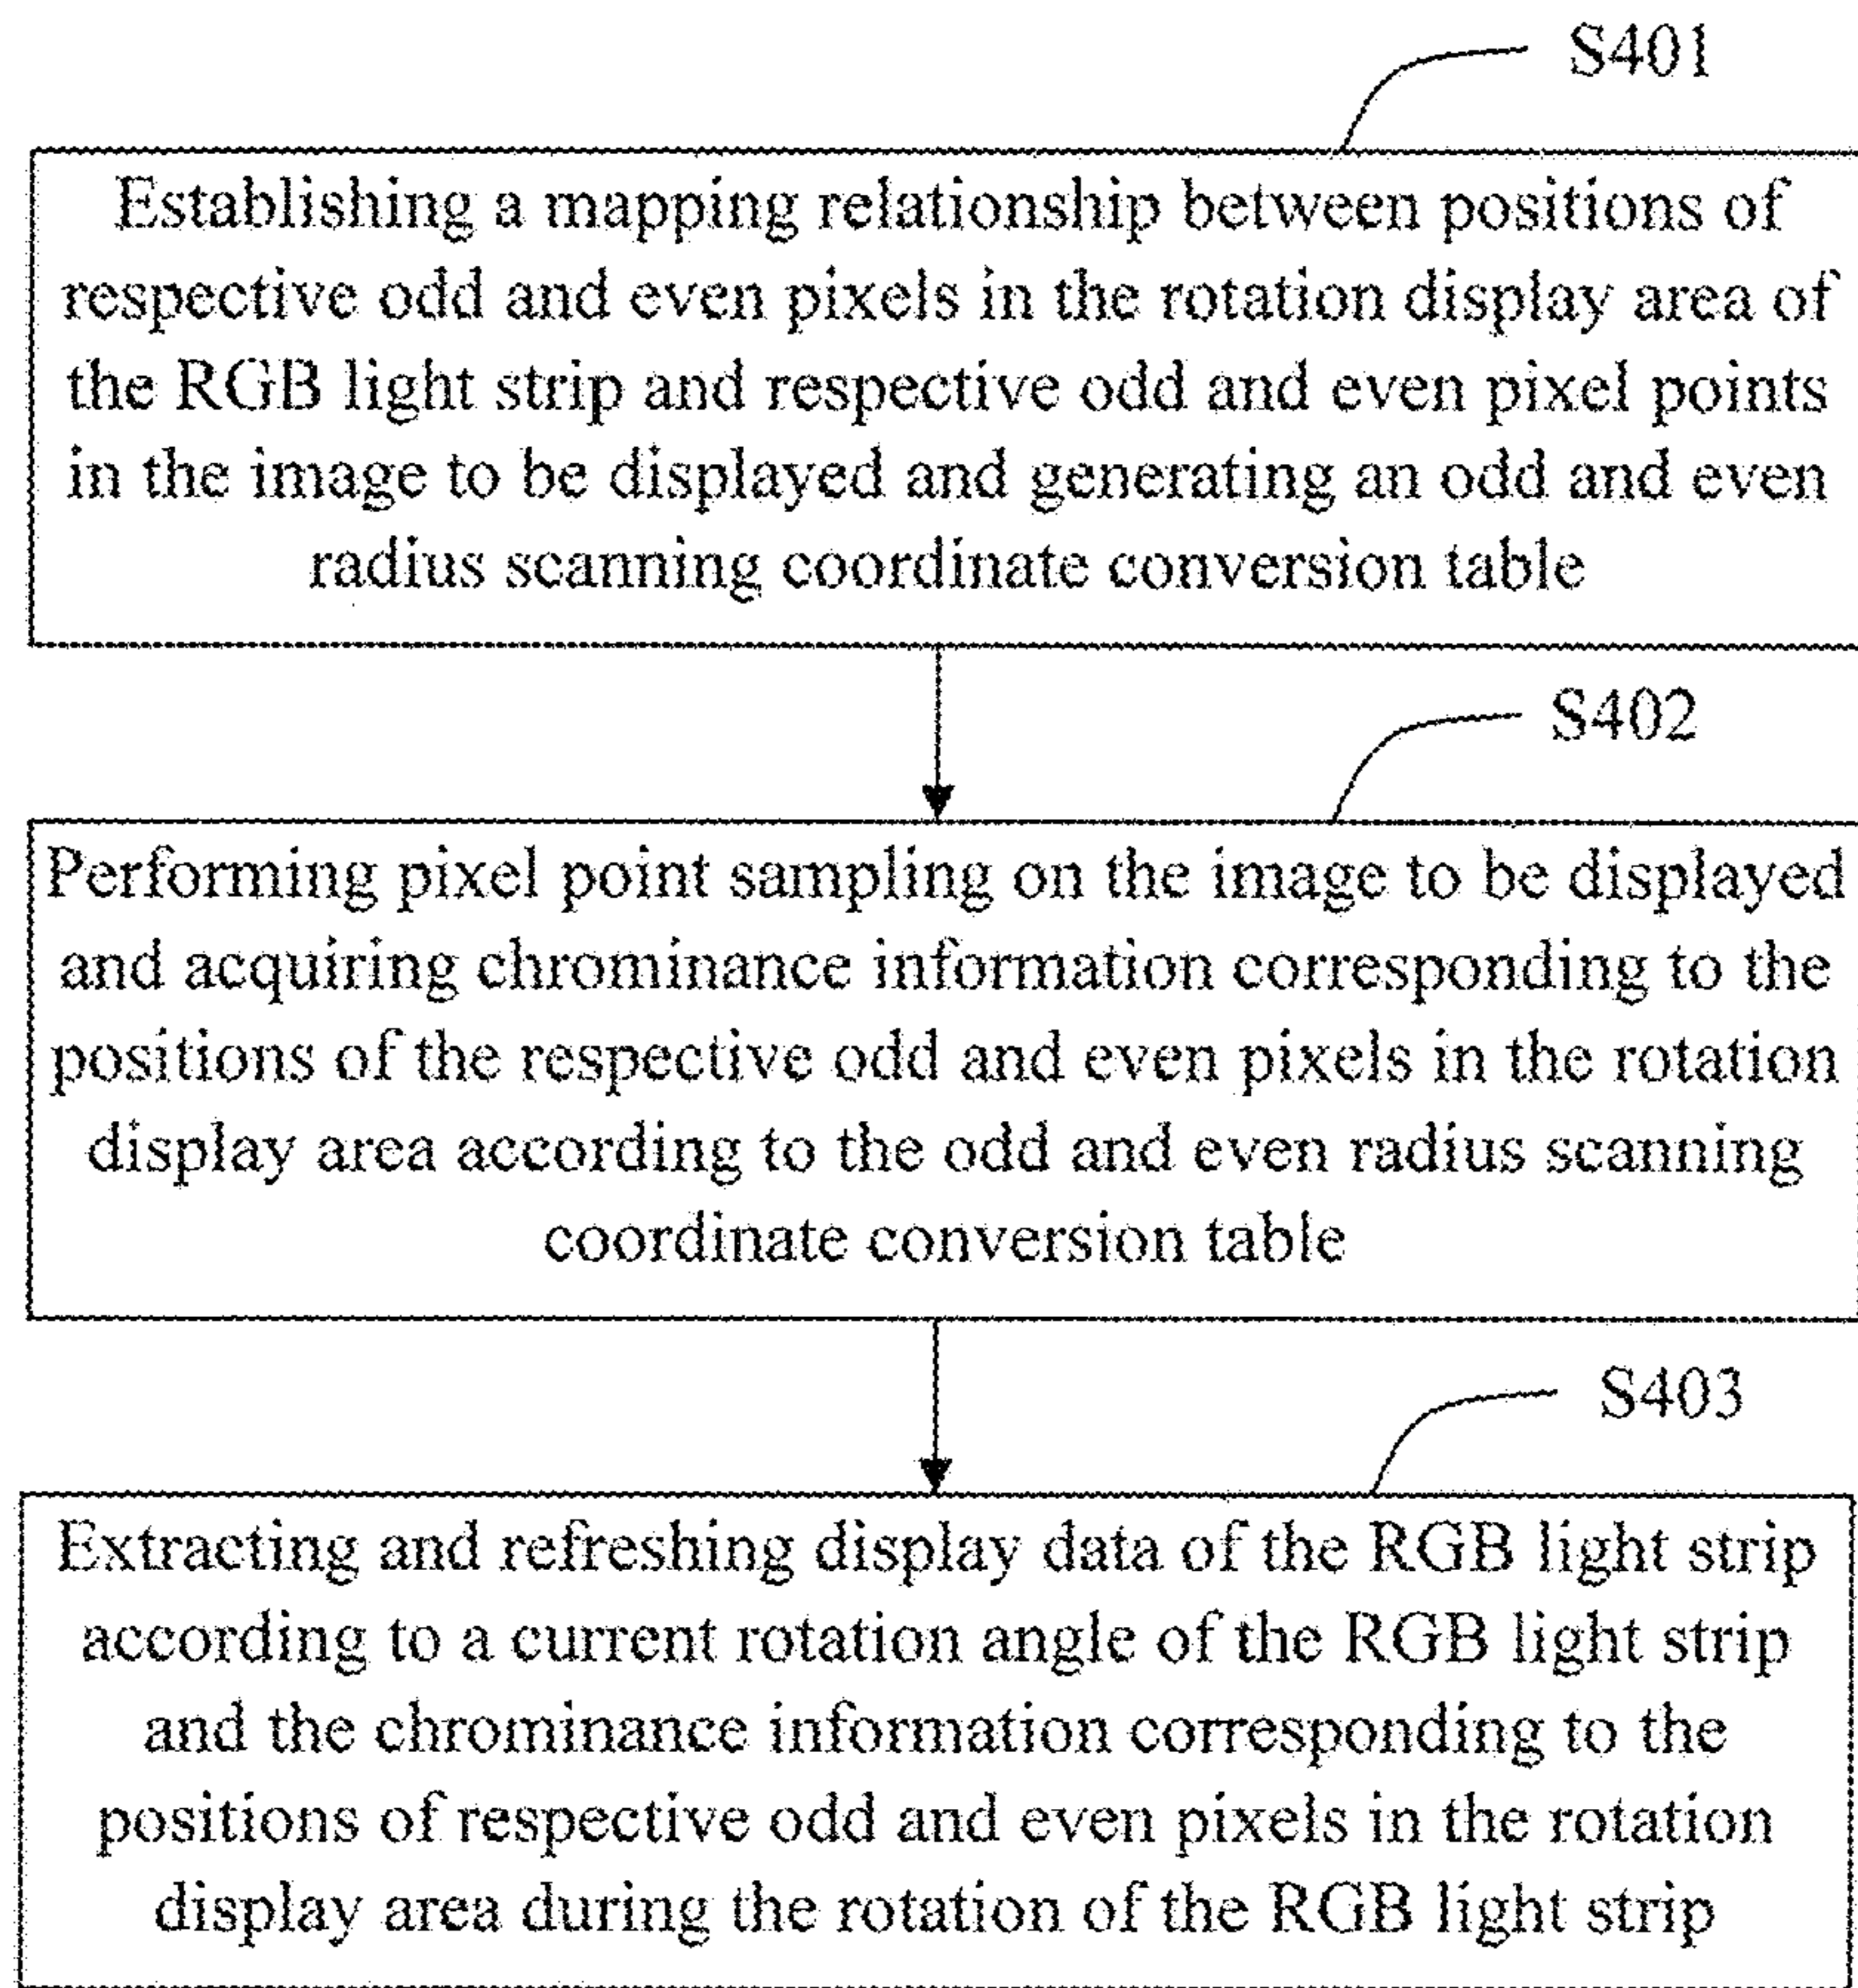 S401
Establishing a mapping relationship between positions of
respective odd and even pixels in the rotation display area of
the RGB light strip and respective odd and even pixel points
in the image to be displayed and generating an odd and even
radius scanning coordinate conversion table
S402
Performing pixel point sampling on the image to be displayed
and acquiring chrominance information corresponding to the
positions of the respective odd and even pixels in the rotation
display area according to the odd and even radius scanning
coordinate conversion table
S403
Extracting and refreshing display data of the RGB light strip
according to a current rotation angle of the RGB light strip
and the chrominance information corresponding to the
positions of respective odd and even pixels in the rotation
display area during the rotation of the RGB light strip